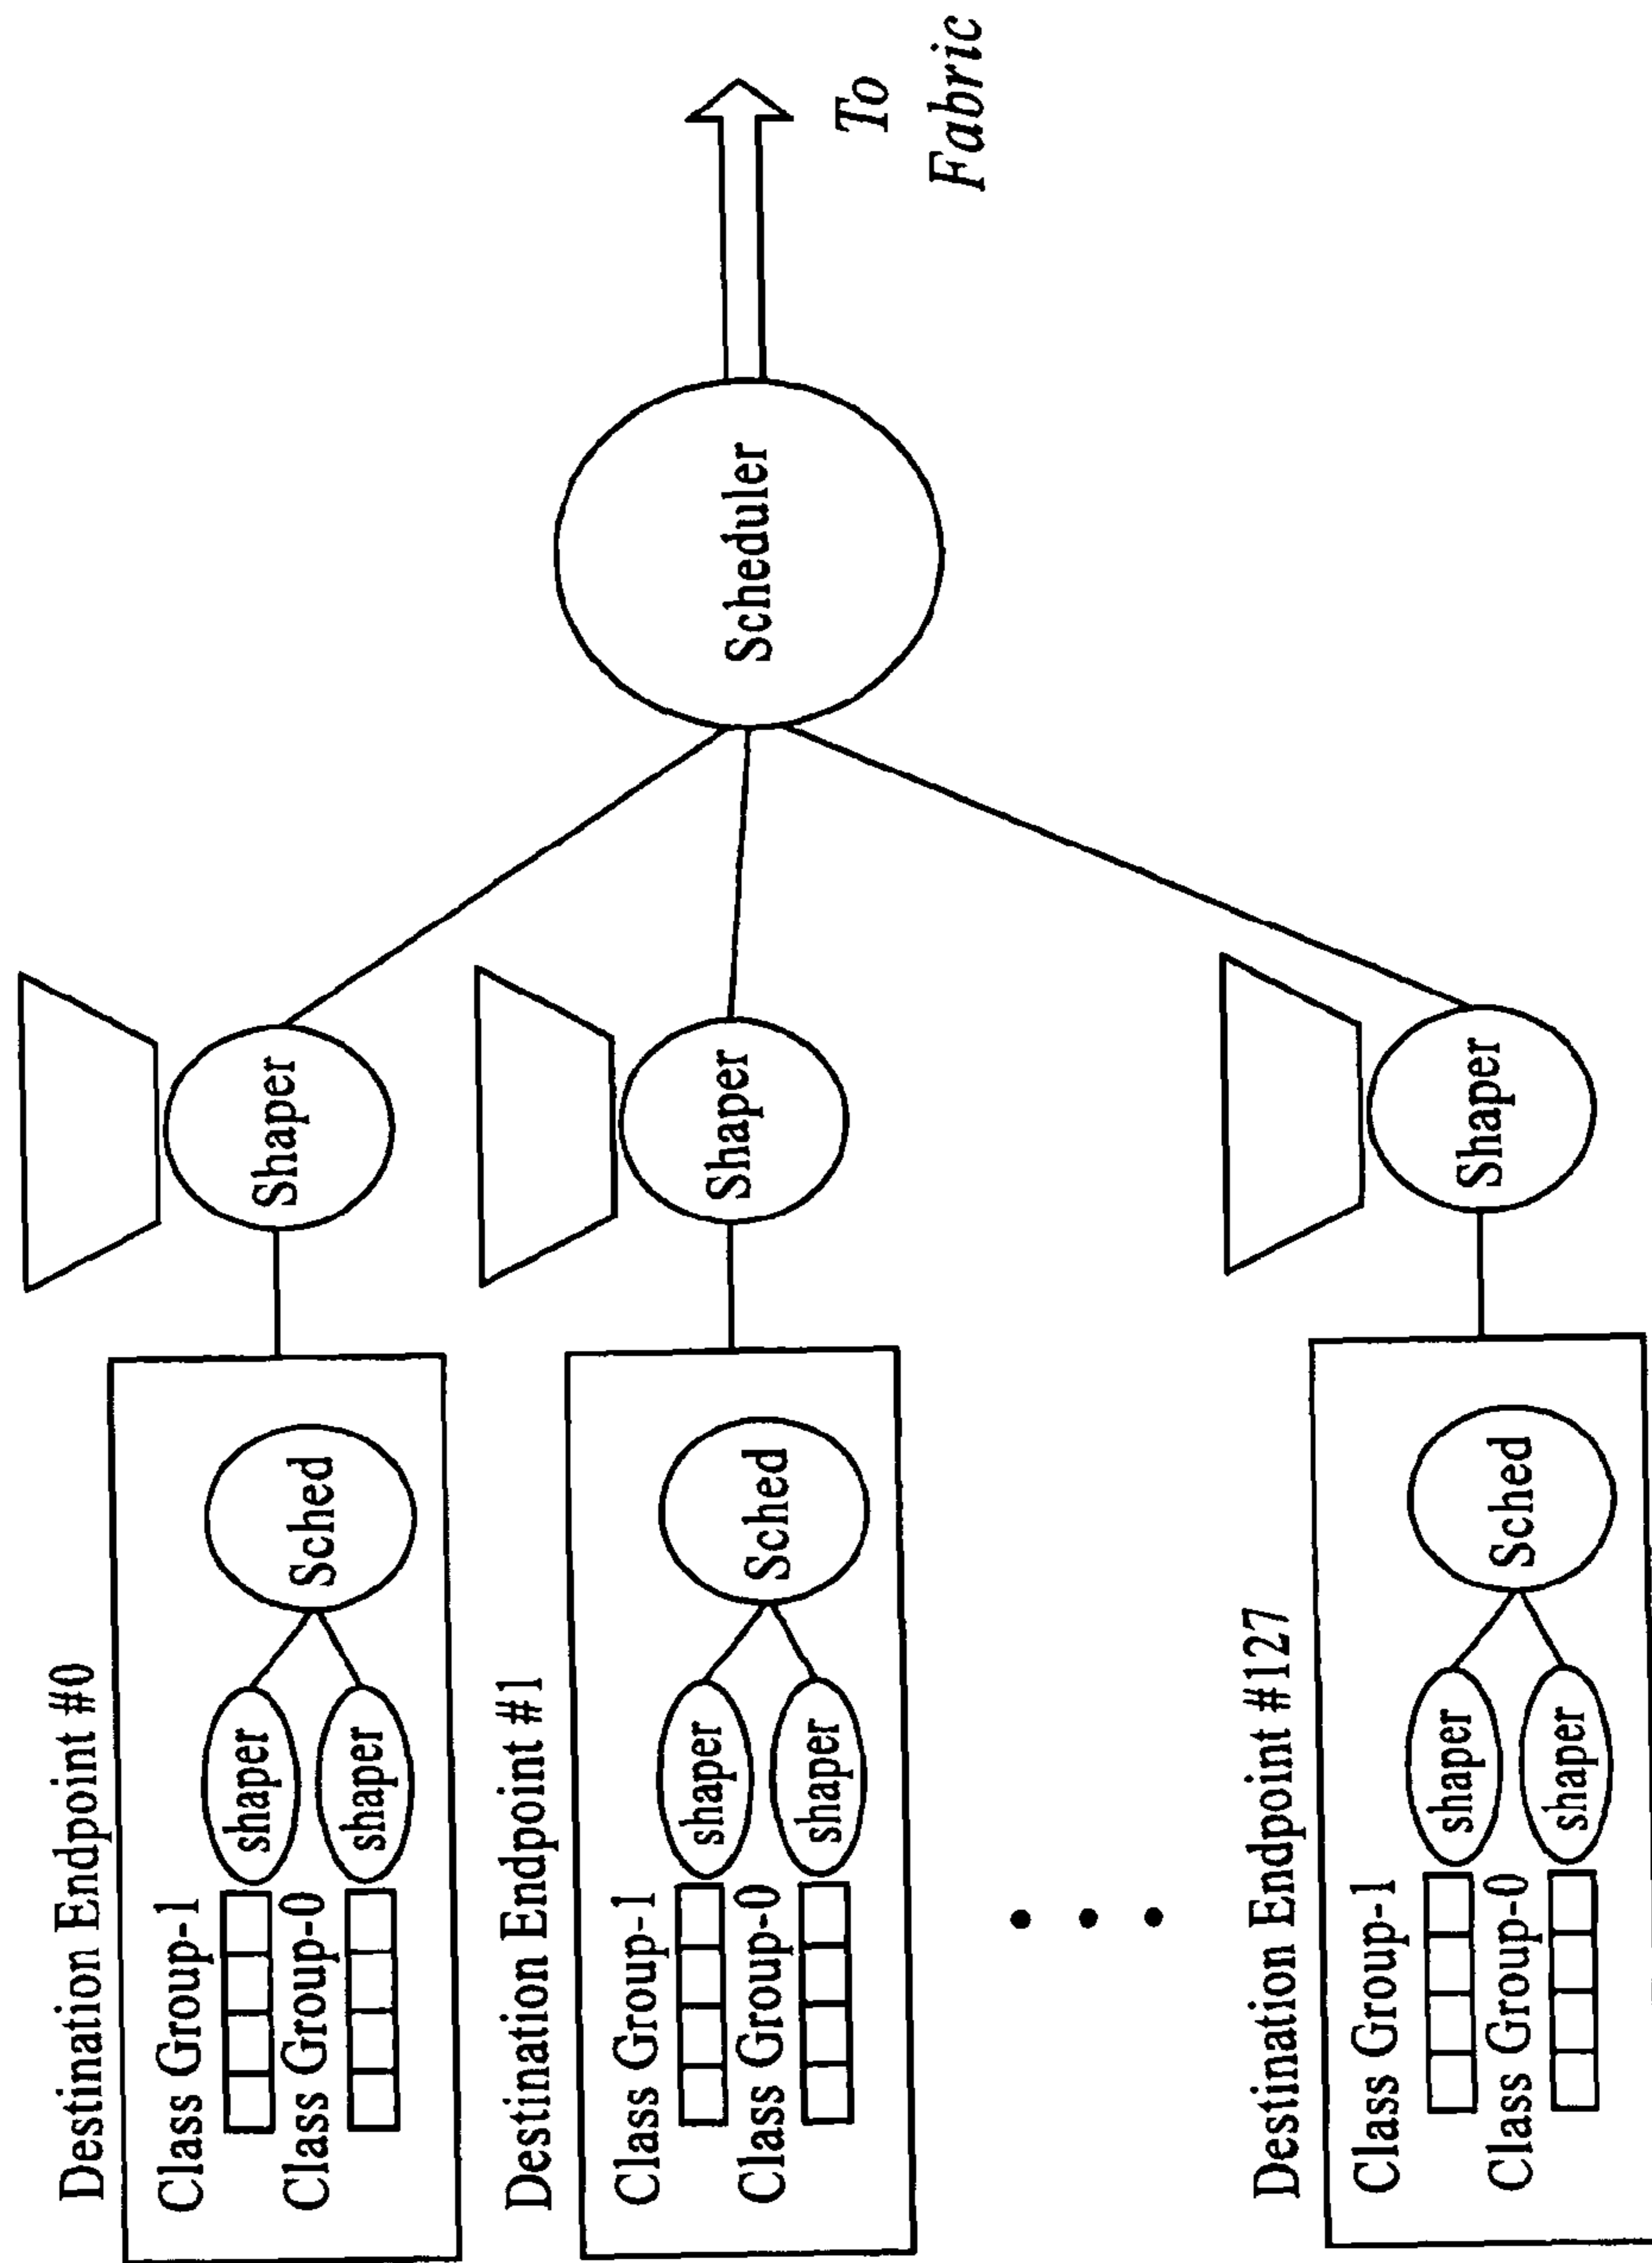 Destination Endpoint #0
Class Group-1
shaper
Class Group-0
shaper
Sched
Shaper
Destination Endpoint #1
Class Group-1
shaper
Class Group-0
shaper
Sched
Shaper
Scheduler
To
Fabric
Destination Endpoint #127
Class Group-1
shaper
Class Group-0
shaper
Sched
Shaper